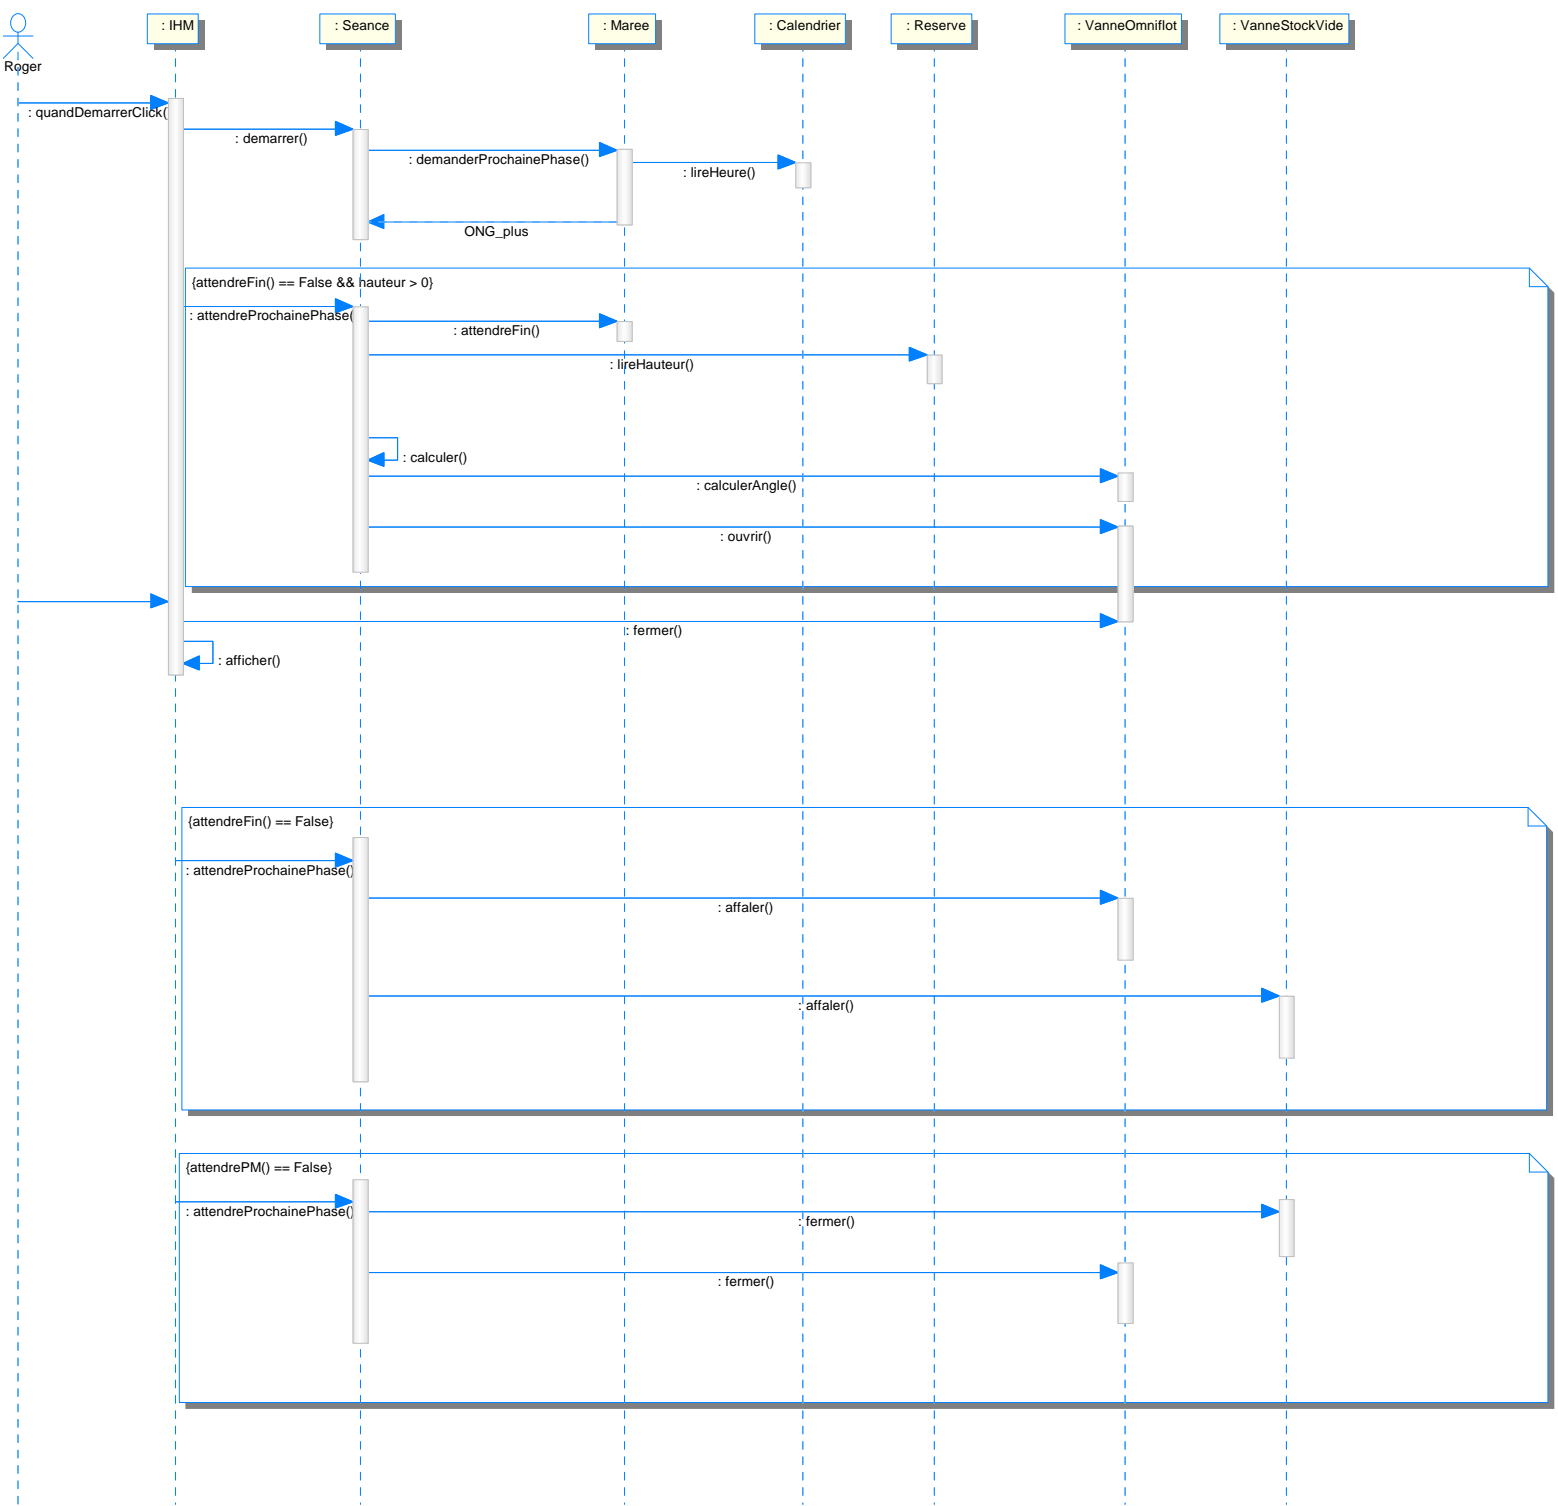 : IHM
: Seance
: Maree
: Calendrier
: Reserve
: VanneOmniflot
: VanneStockVide
Roger
: quandDemarrerClick(
: demarrer()
: demanderProchainePhase()
: lireHeure()
ONG_plus
{attendreFin() == False && hauteur > 0}
: attendreProchainePhase(
: attendreFin()
: lireHauteur()
: calculer()
: calculerAngle()
: ouvrir()
: fermer()
: afficher()
{attendreFin() == False}
: attendreProchainePhase()
: affaler()
: affaler()
{attendrePM() == False}
: attendreProchainePhase()
: fermer()
: fermer()